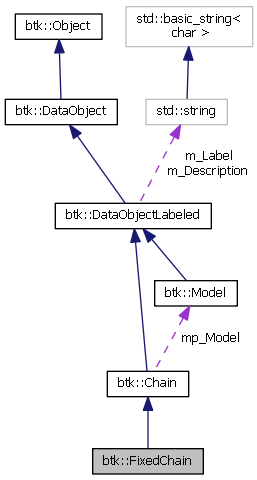 btk::Object
std::basic_string<
char >
btk::DataObject
std::string
m_Label
m_Description
btk::DataObjectLabeled
btk::Model
mp_Model
btk::Chain
btk::FixedChain